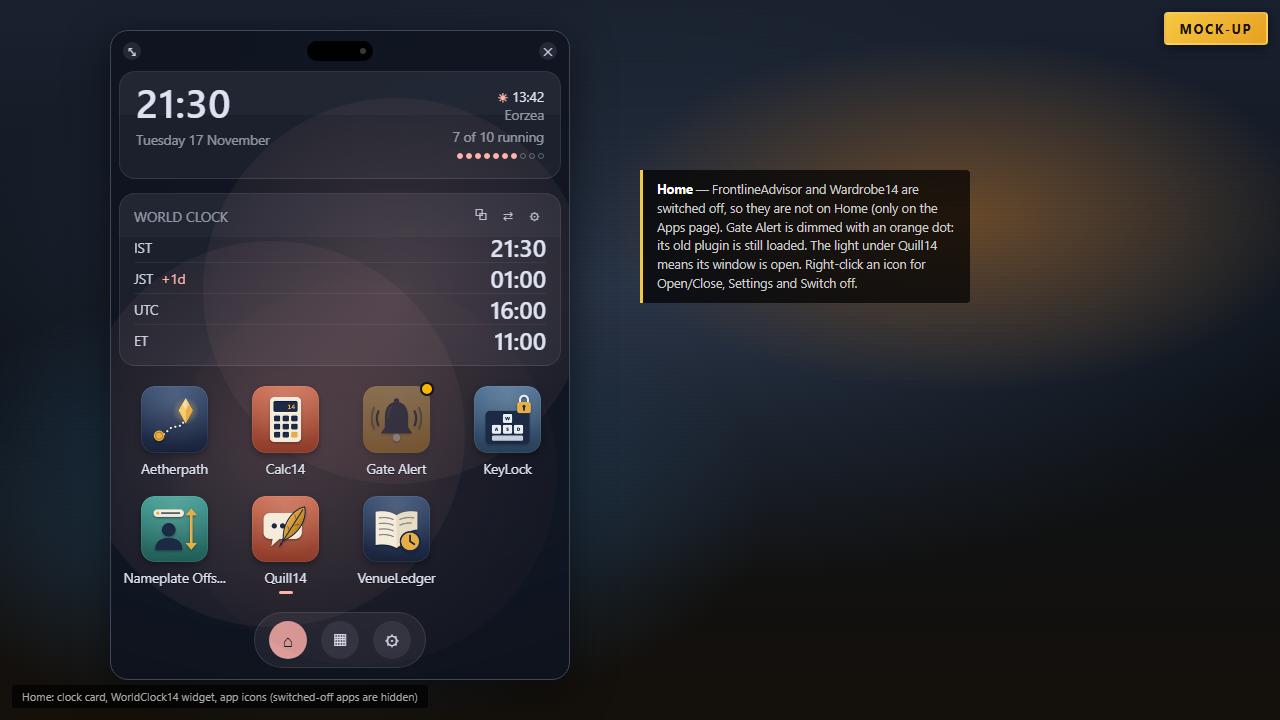 MOCK-UP
21:30
13:42
Eorzea
Tuesday 17 November
7 of 10 running
WORLD CLOCK
IST 21:30
JST +1d 01:00
UTC 16:00
ET 11:00
14
W
A S D
Aetherpath Calc14 Gate Alert KeyLock
Nameplate Offs... Quill14 VenueLedger
Home — FrontlineAdvisor and Wardrobe14 are
switched off, so they are not on Home (only on the
Apps page). Gate Alert is dimmed with an orange dot:
its old plugin is still loaded. The light under Quill14
means its window is open. Right-click an icon for
Open/Close, Settings and Switch off.
Home: clock card, WorldClock14 widget, app icons (switched-off apps are hidden)